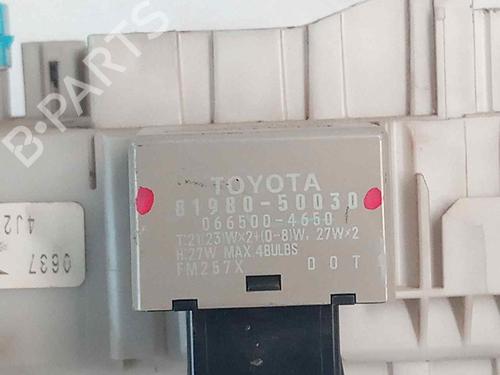 B-PARTS
TOYOTA
81980-50030
066500-4650
T:21(23)W×2+(0-8)W, 27W×2
H:27W MAX.4BULBS
FM257X DOT
4J2
0637